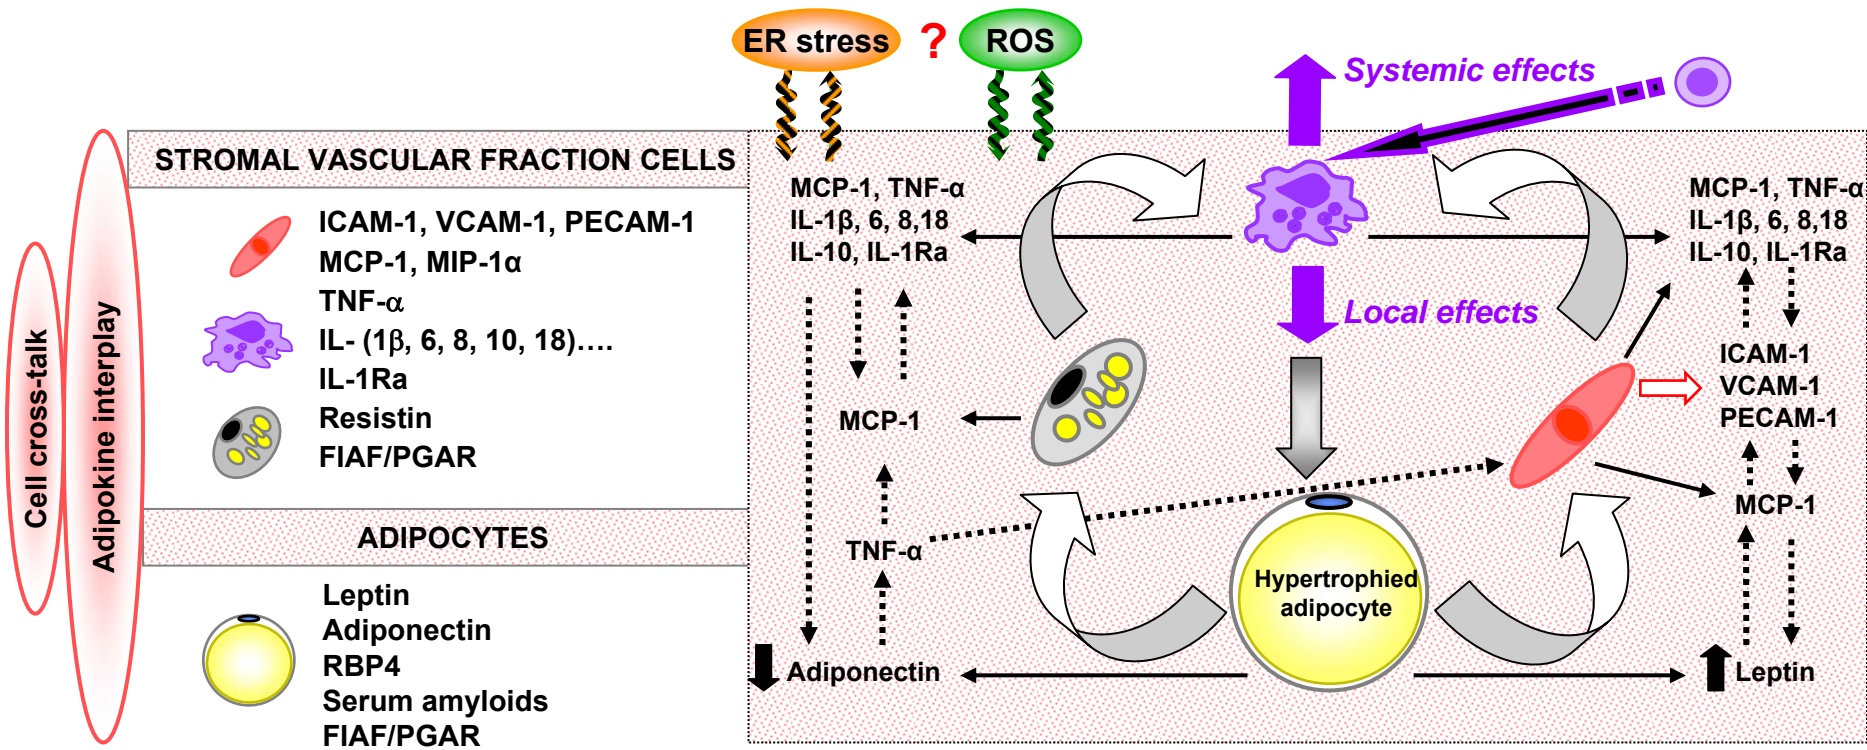 ER stress
?
ROS
Systemic effects
STROMAL VASCULAR FRACTION CELLS
ICAM-1, VCAM-1, PECAM-1
MCP-1, MIP-1α
TNF-α
IL- (1β, 6, 8, 10, 18)....
IL-1Ra
Resistin
FIAF/PGAR
Cell cross-talk
Adipokine interplay
ADIPOCYTES
Leptin
Adiponectin
RBP4
Serum amyloids
FIAF/PGAR
MCP-1, TNF-α
IL-1β, 6, 8,18
IL-10, IL-1Ra
MCP-1
TNF-α
Adiponectin
Local effects
Hypertrophied
adipocyte
MCP-1, TNF-α
IL-1β, 6, 8,18
IL-10, IL-1Ra
ICAM-1
VCAM-1
PECAM-1
MCP-1
Leptin